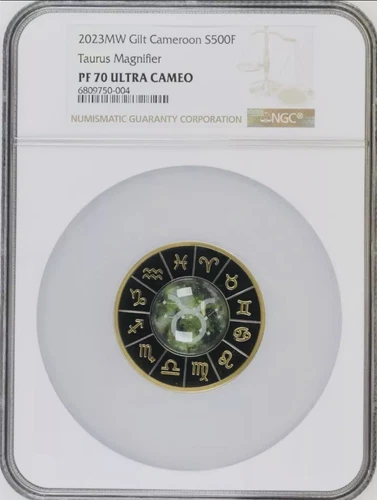 2023MW Gilt Cameroon S500F
Taurus Magnifier
PF 70 ULTRA CAMEO
6809750-004
NUMISMATIC GUARANTY CORPORATION
NGC